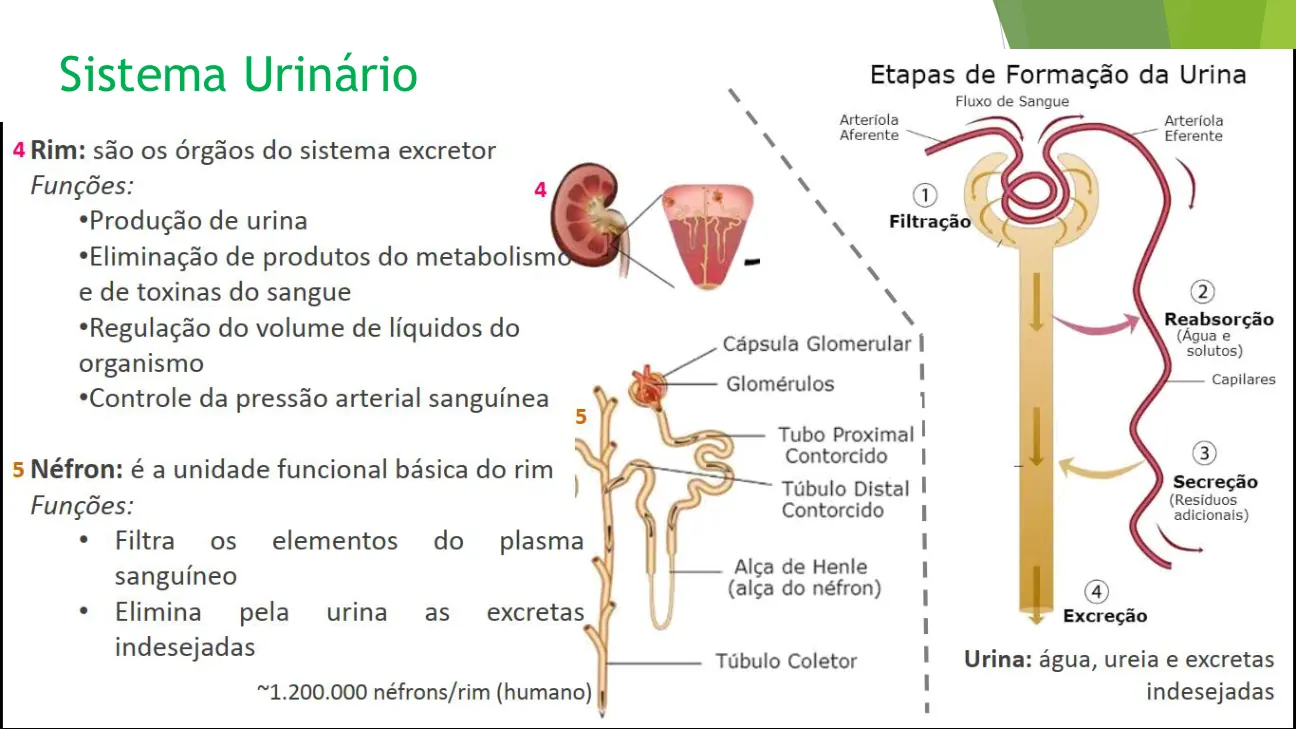 Sistema Urinário
4 Rim: são os órgãos do sistema excretor
Funções:
•Produção de urina
•Eliminação de produtos do metabolismo
e de toxinas do sangue
•Regulação do volume de líquidos do
organismo
•Controle da pressão arterial sanguínea
5 Néfron: é a unidade funcional básica do rim
Funções:
• Filtra os elementos do plasma
sanguíneo
• Elimina pela urina as excretas
indesejadas
~1.200.000 néfrons/rim (humano)
4
5
Cápsula Glomerular
Glomérulos
Tubo Proximal
Contorcido
Túbulo Distal
Contorcido
Alça de Henle
(alça do néfron)
Túbulo Coletor
Etapas de Formação da Urina
Fluxo de Sangue
Arteríola
Aferente
Arteríola
Eferente
1
Filtração
2
Reabsorção
(Água e
solutos)
Capilares
3
Secreção
(Resíduos
adicionais)
4
Excreção
Urina: água, ureia e excretas
indesejadas